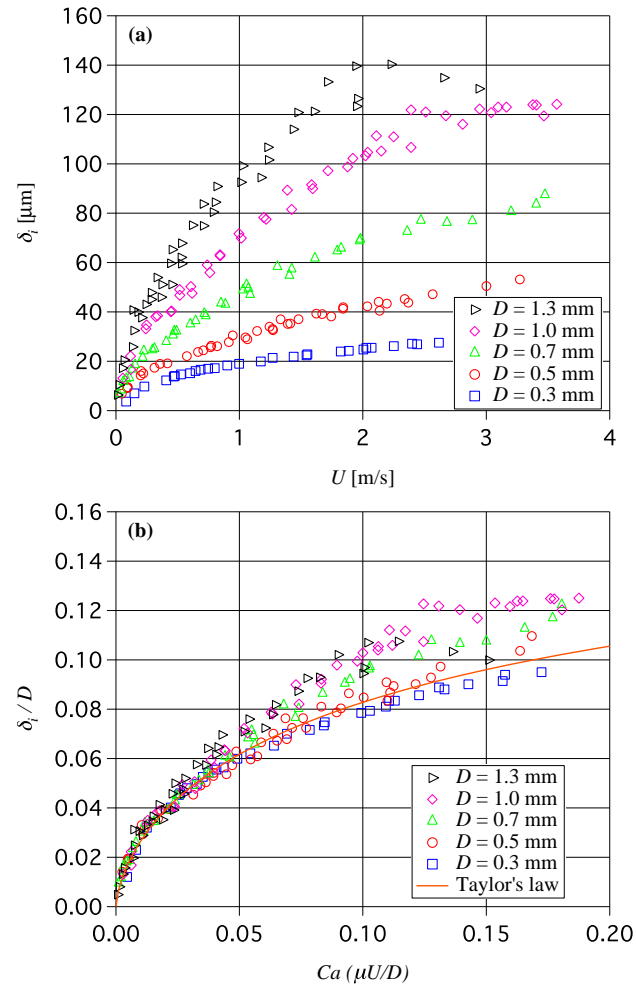 (a)
160
140
120
100
80
60
40
20
0
δi [µm]
0 1 2 3 4
U [m/s]
D = 1.3 mm
D = 1.0 mm
D = 0.7 mm
D = 0.5 mm
D = 0.3 mm
(b)
0.16
0.14
0.12
0.10
0.08
0.06
0.04
0.02
0.00
δi / D
0.00 0.05 0.10 0.15 0.20
Ca (µU/D)
D = 1.3 mm
D = 1.0 mm
D = 0.7 mm
D = 0.5 mm
D = 0.3 mm
Taylor's law